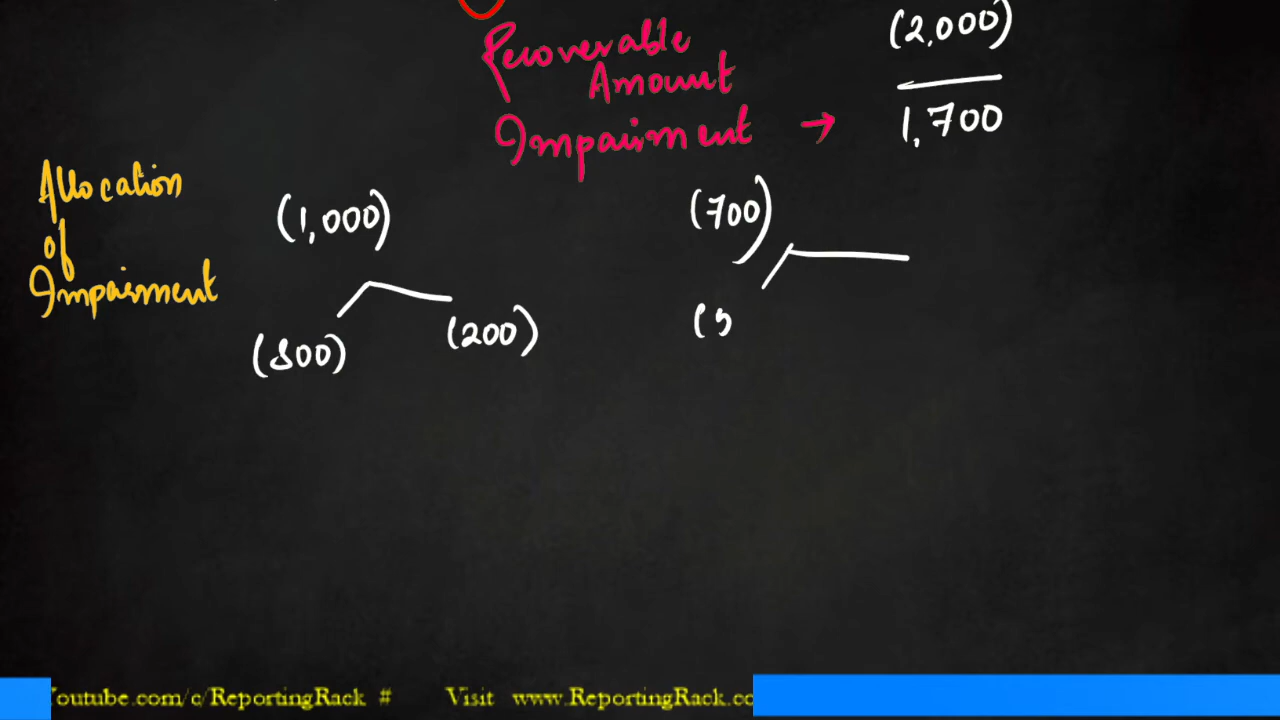 (2,000)
Recoverable
Amount
Impairment → 1,700
Allocation
of
Impairment
(1,000) (700)
(800) (200) (5
Youtube.com/c/ReportingRack # Visit www.ReportingRack.co